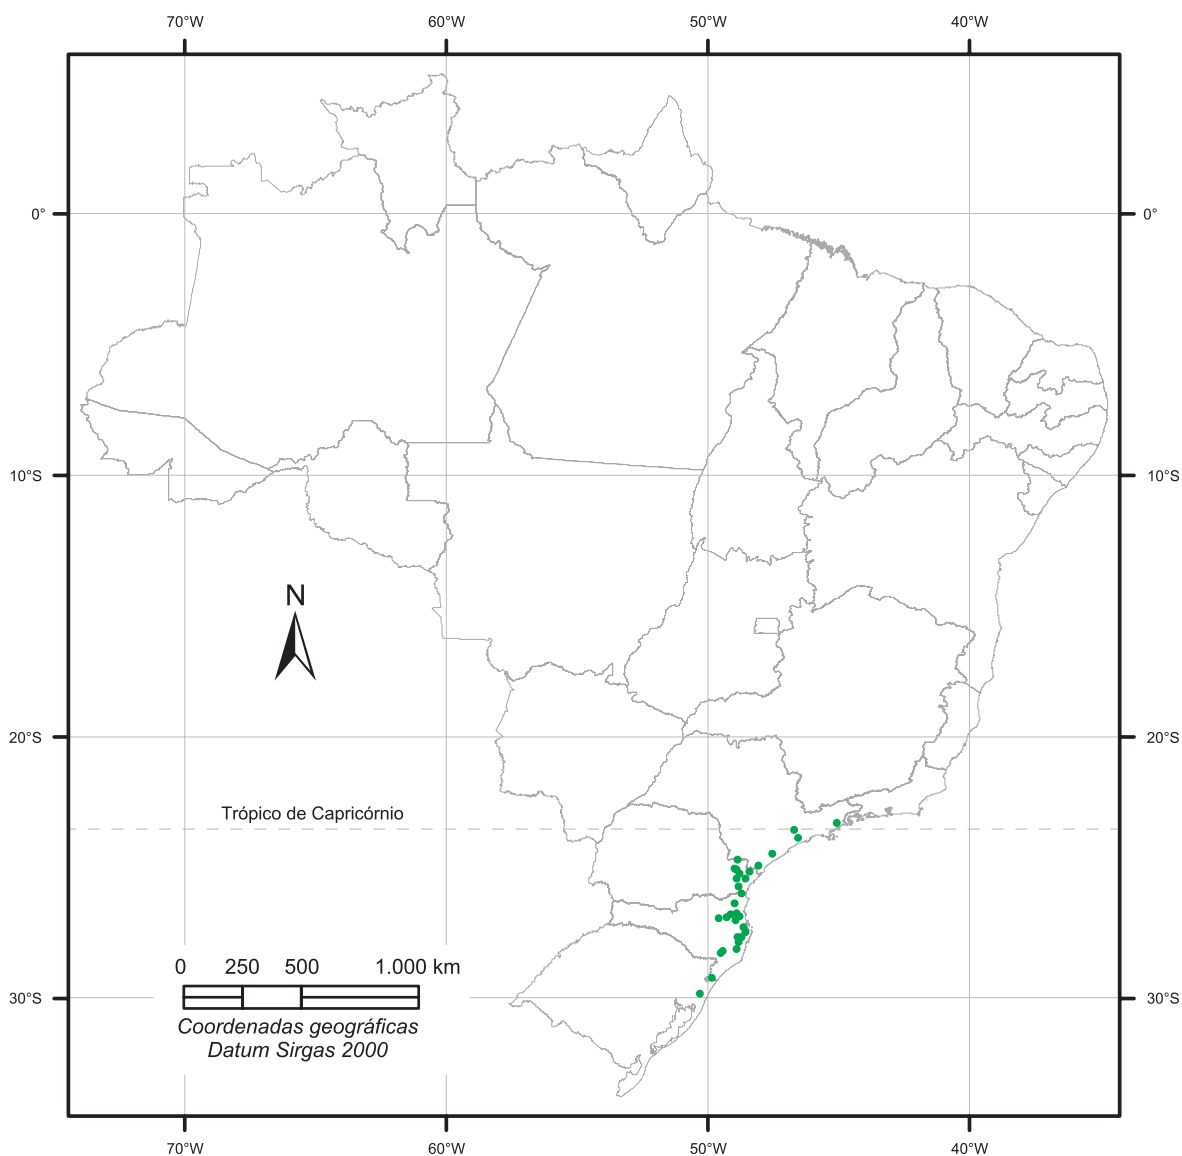 70°W 60°W 50°W 40°W
0° 0°
10°S 10°S
N
20°S 20°S
Trópico de Capricórnio
0 250 500 1.000 km
30°S 30°S
Coordenadas geográficas
Datum Sirgas 2000
70°W 60°W 50°W 40°W